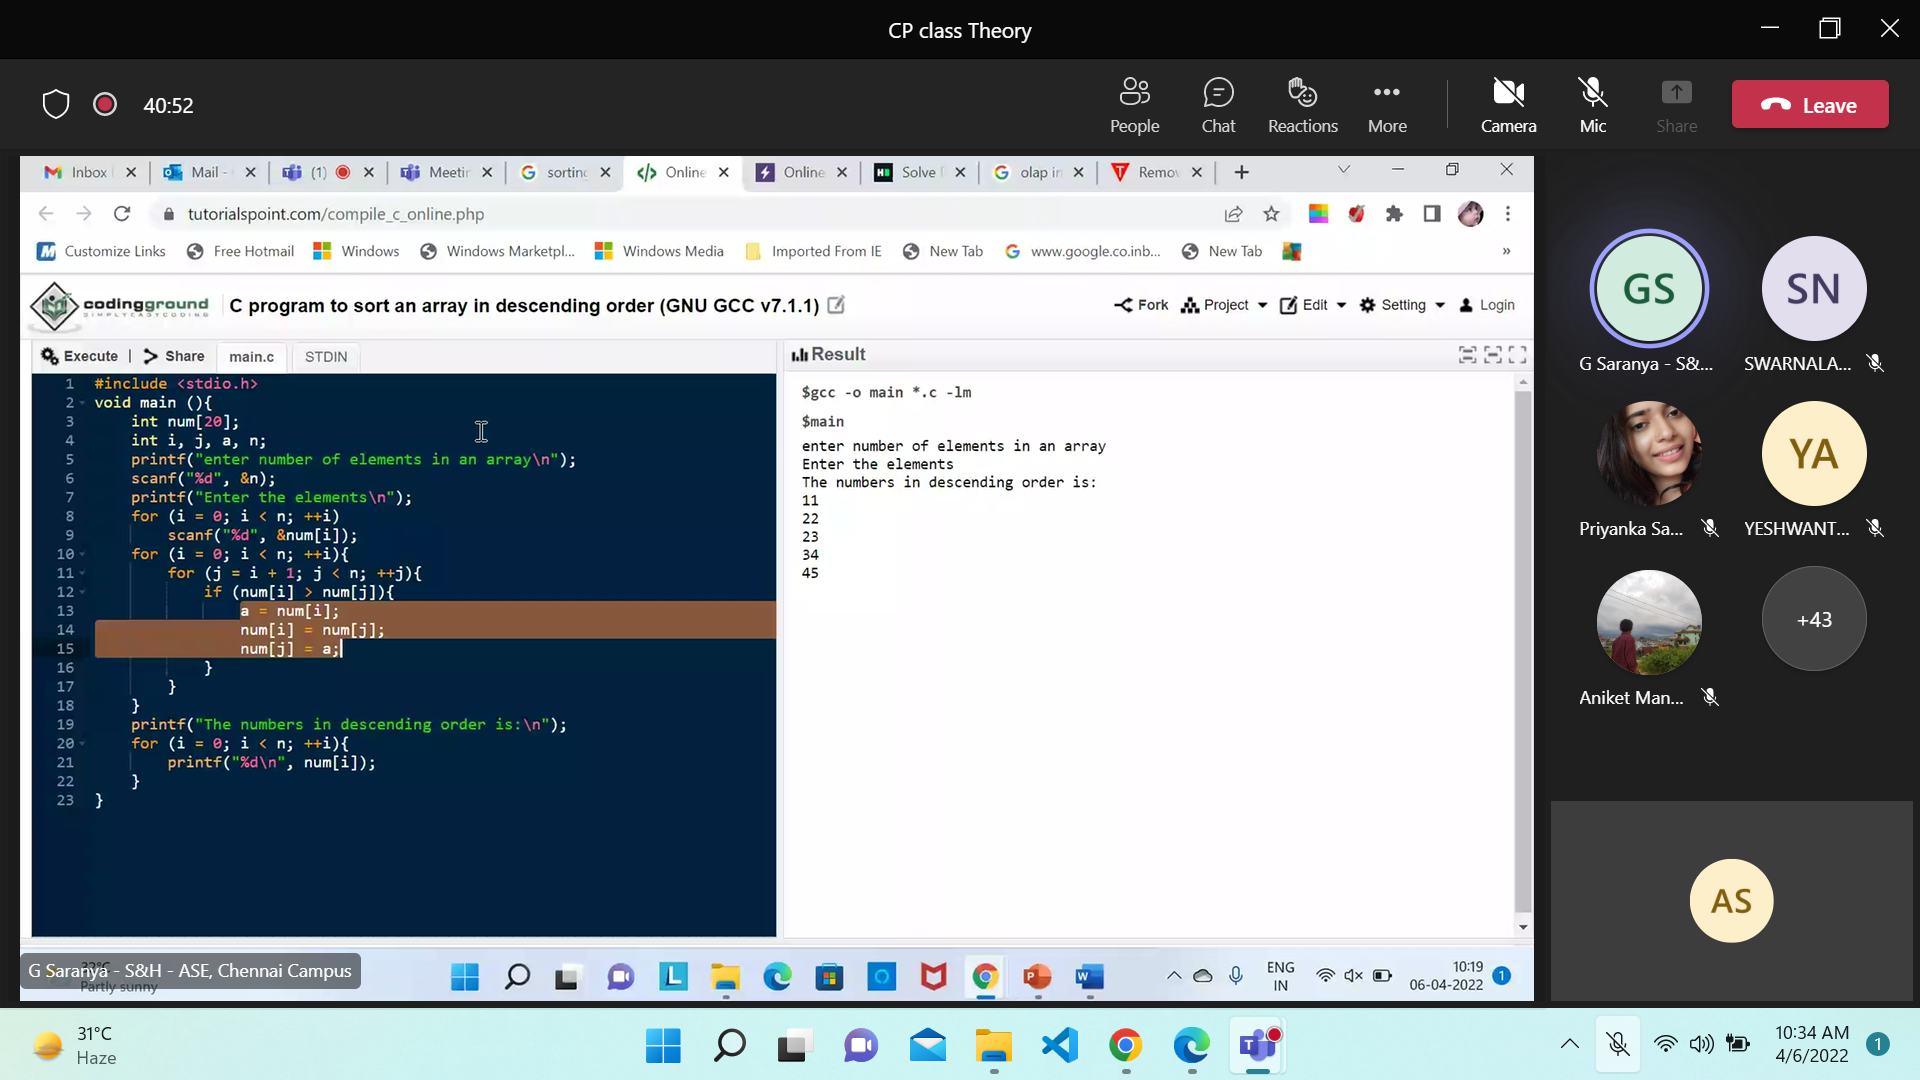 CP class Theory
40:52
People
Chat
Reactions
More
Camera
Mic
Share
Leave
Inbox
Mail -
(1)
Meetin
sorting
Online
Online
Solve
olap in
Remov
tutorialspoint.com/compile_c_online.php
Customize Links
Free Hotmail
Windows
Windows Marketpl...
Windows Media
Imported From IE
New Tab
www.google.co.inb...
New Tab
»
codingground
SIMPLYEASYCODING
C program to sort an array in descending order (GNU GCC v7.1.1)
Fork
Project
Edit
Setting
Login
Execute | Share
main.c
STDIN
1 #include <stdio.h>
2 void main (){
3 int num[20];
4 int i, j, a, n;
5 printf("enter number of elements in an array\n");
6 scanf("%d", &n);
7 printf("Enter the elements\n");
8 for (i = 0; i < n; ++i)
9 scanf("%d", &num[i]);
10 for (i = 0; i < n; ++i){
11 for (j = i + 1; j < n; ++j){
12 if (num[i] > num[j]){
13 a = num[i];
14 num[i] = num[j];
15 num[j] = a;
16 }
17 }
18 }
19 printf("The numbers in descending order is:\n");
20 for (i = 0; i < n; ++i){
21 printf("%d\n", num[i]);
22 }
23 }
Result
$gcc -o main *.c -lm
$main
enter number of elements in an array
Enter the elements
The numbers in descending order is:
11
22
23
34
45
GS
G Saranya - S&...
SN
SWARNALA...
Priyanka Sa...
YA
YESHWANT...
Aniket Man...
+43
AS
G Saranya - S&H - ASE, Chennai Campus
Partly sunny
ENG
IN
10:19
06-04-2022
1
31°C
Haze
10:34 AM
4/6/2022
1